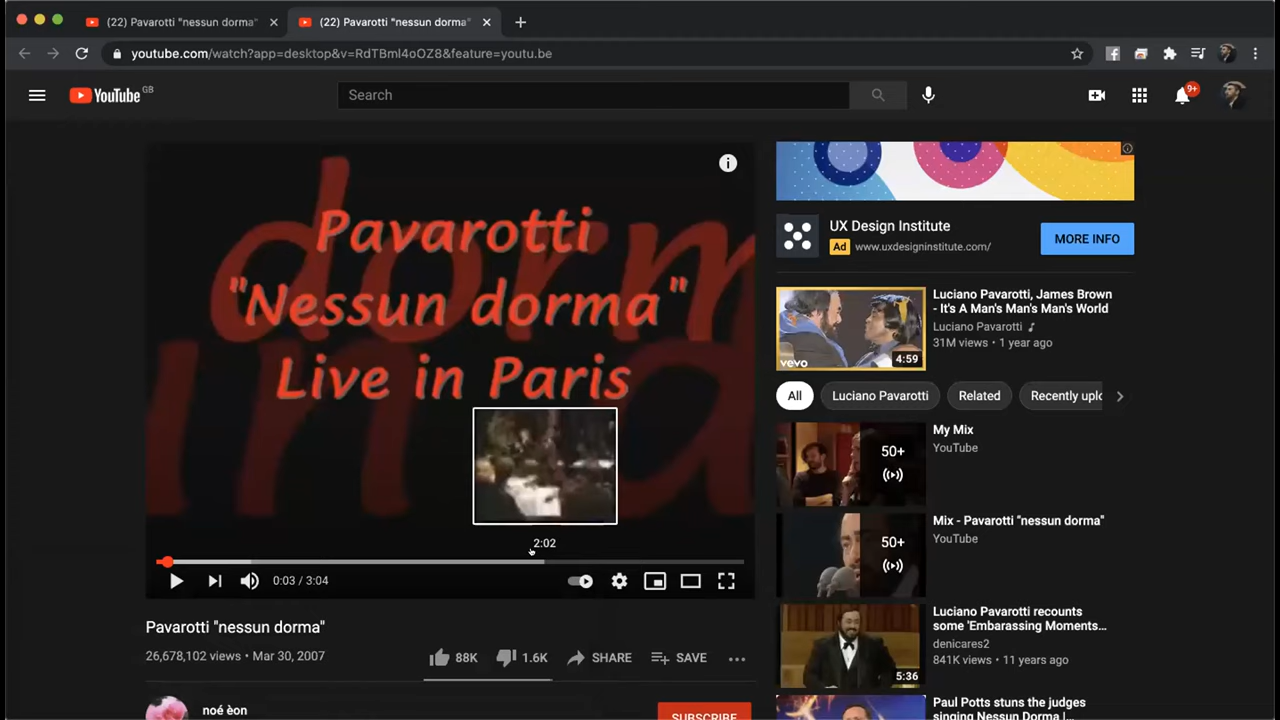 (22) Pavarotti "nessun dorma"
(22) Pavarotti "nessun dorma"
youtube.com/watch?app=desktop&v=RdTBmI4oOZ8&feature=youtu.be
YouTube GB
Search
9+
Pavarotti
"Nessun dorma"
Live in Paris
dorm
2:02
0:03 / 3:04
Pavarotti "nessun dorma"
26,678,102 views • Mar 30, 2007
88K
1.6K
SHARE
SAVE
noé èon
SUBSCRIBE
UX Design Institute
Ad www.uxdesigninstitute.com/
MORE INFO
vevo
4:59
Luciano Pavarotti, James Brown
- It's A Man's Man's Man's World
Luciano Pavarotti
31M views • 1 year ago
All
Luciano Pavarotti
Related
Recently uplo
50+
My Mix
YouTube
50+
Mix - Pavarotti "nessun dorma"
YouTube
5:36
Luciano Pavarotti recounts
some 'Embarassing Moments...
denicares2
841K views • 11 years ago
Paul Potts stuns the judges
singing Nessun Dorma |...